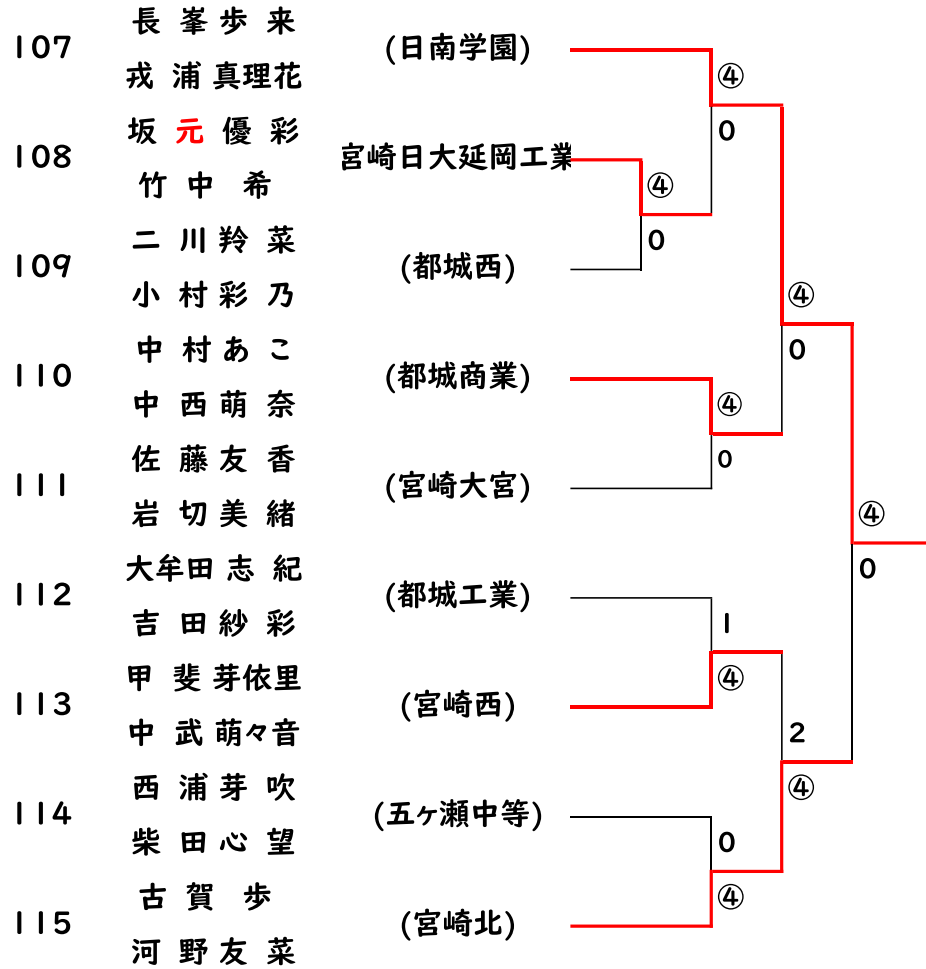 長峯歩来
107 (日南学園)
戎浦真理花
④
0
坂元優彩
108 宮崎日大延岡工業
竹中希
④
0
二川羚菜
109 (都城西)
小村彩乃
④
0
中村あこ
110 (都城商業)
中西萌奈
④
0
佐藤友香
111 (宮崎大宮)
岩切美緒
④
0
大牟田志紀
112 (都城工業)
吉田紗彩
1
④
甲斐芽依里
113 (宮崎西)
中武萌々音
2
④
西浦芽吹
114 (五ヶ瀬中等)
柴田心望
0
④
古賀歩
115 (宮崎北)
河野友菜